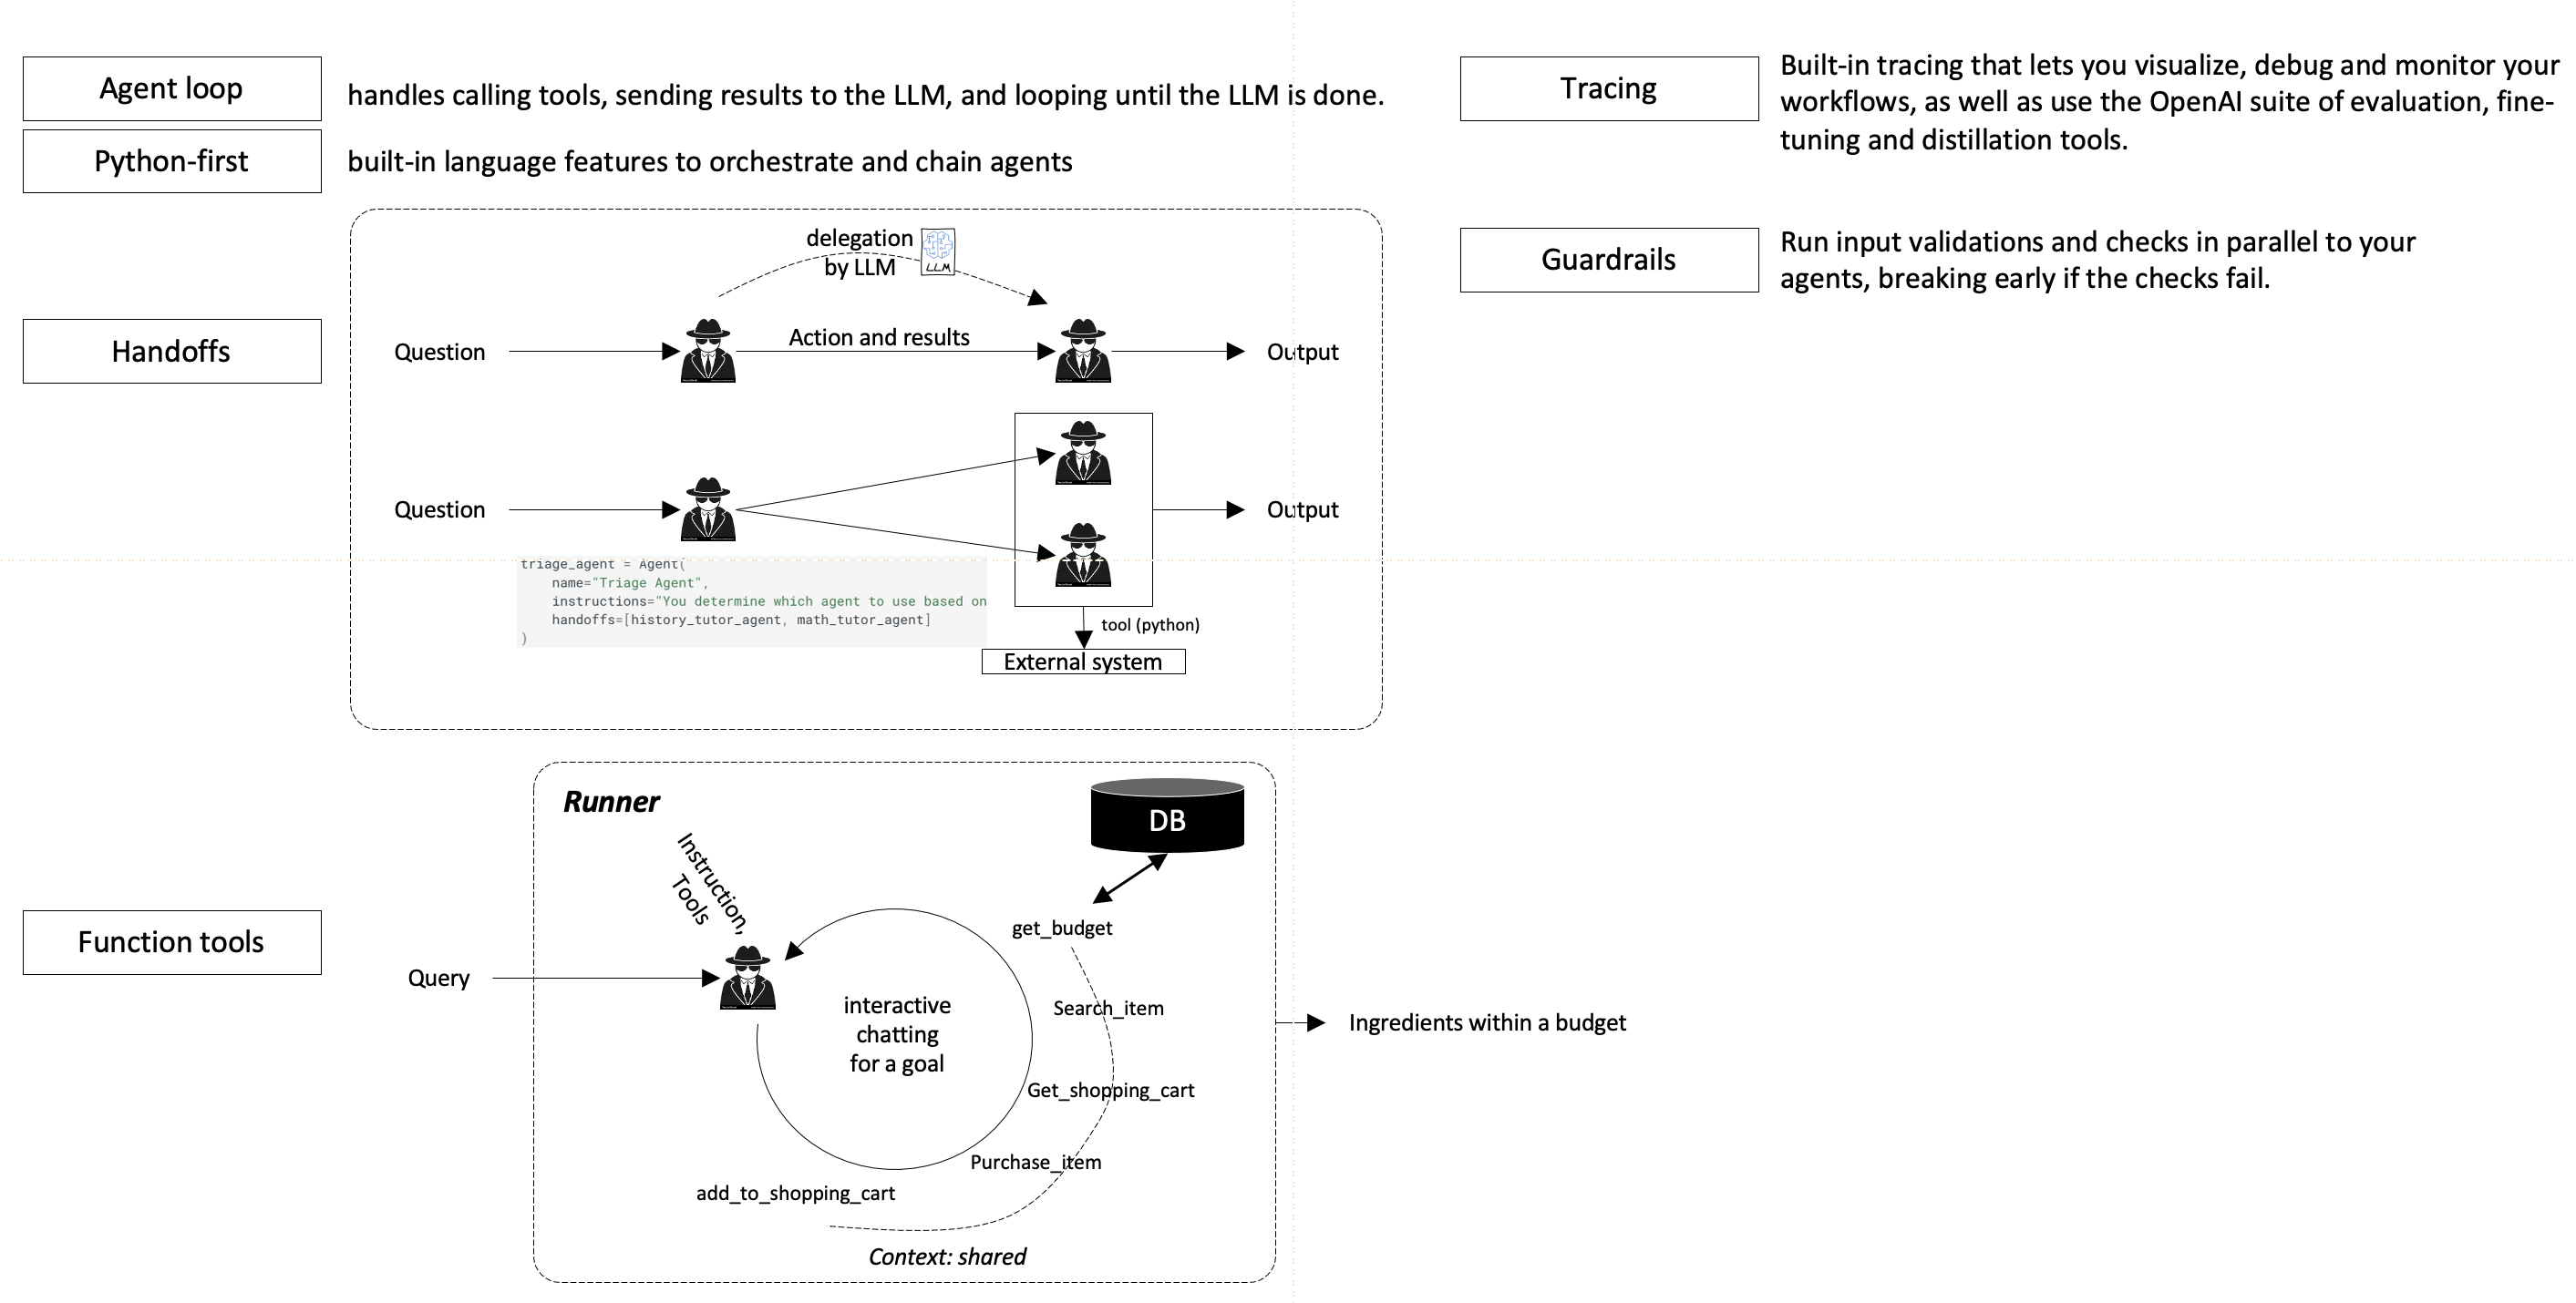 Agent loop
handles calling tools, sending results to the LLM, and looping until the LLM is done.
Python-first
built-in language features to orchestrate and chain agents
Handoffs
delegation
by LLM
LLM
Question
Action and results
Output
Question
Output
triage_agent = Agent(
    name="Triage Agent",
    instructions="You determine which agent to use based on
    handoffs=[history_tutor_agent, math_tutor_agent]
)
tool (python)
External system
Function tools
Runner
Instruction,
Tools
DB
Query
interactive
chatting
for a goal
get_budget
Search_item
Get_shopping_cart
Purchase_item
add_to_shopping_cart
Context: shared
Ingredients within a budget
Tracing
Built-in tracing that lets you visualize, debug and monitor your
workflows, as well as use the OpenAI suite of evaluation, fine-
tuning and distillation tools.
Guardrails
Run input validations and checks in parallel to your
agents, breaking early if the checks fail.